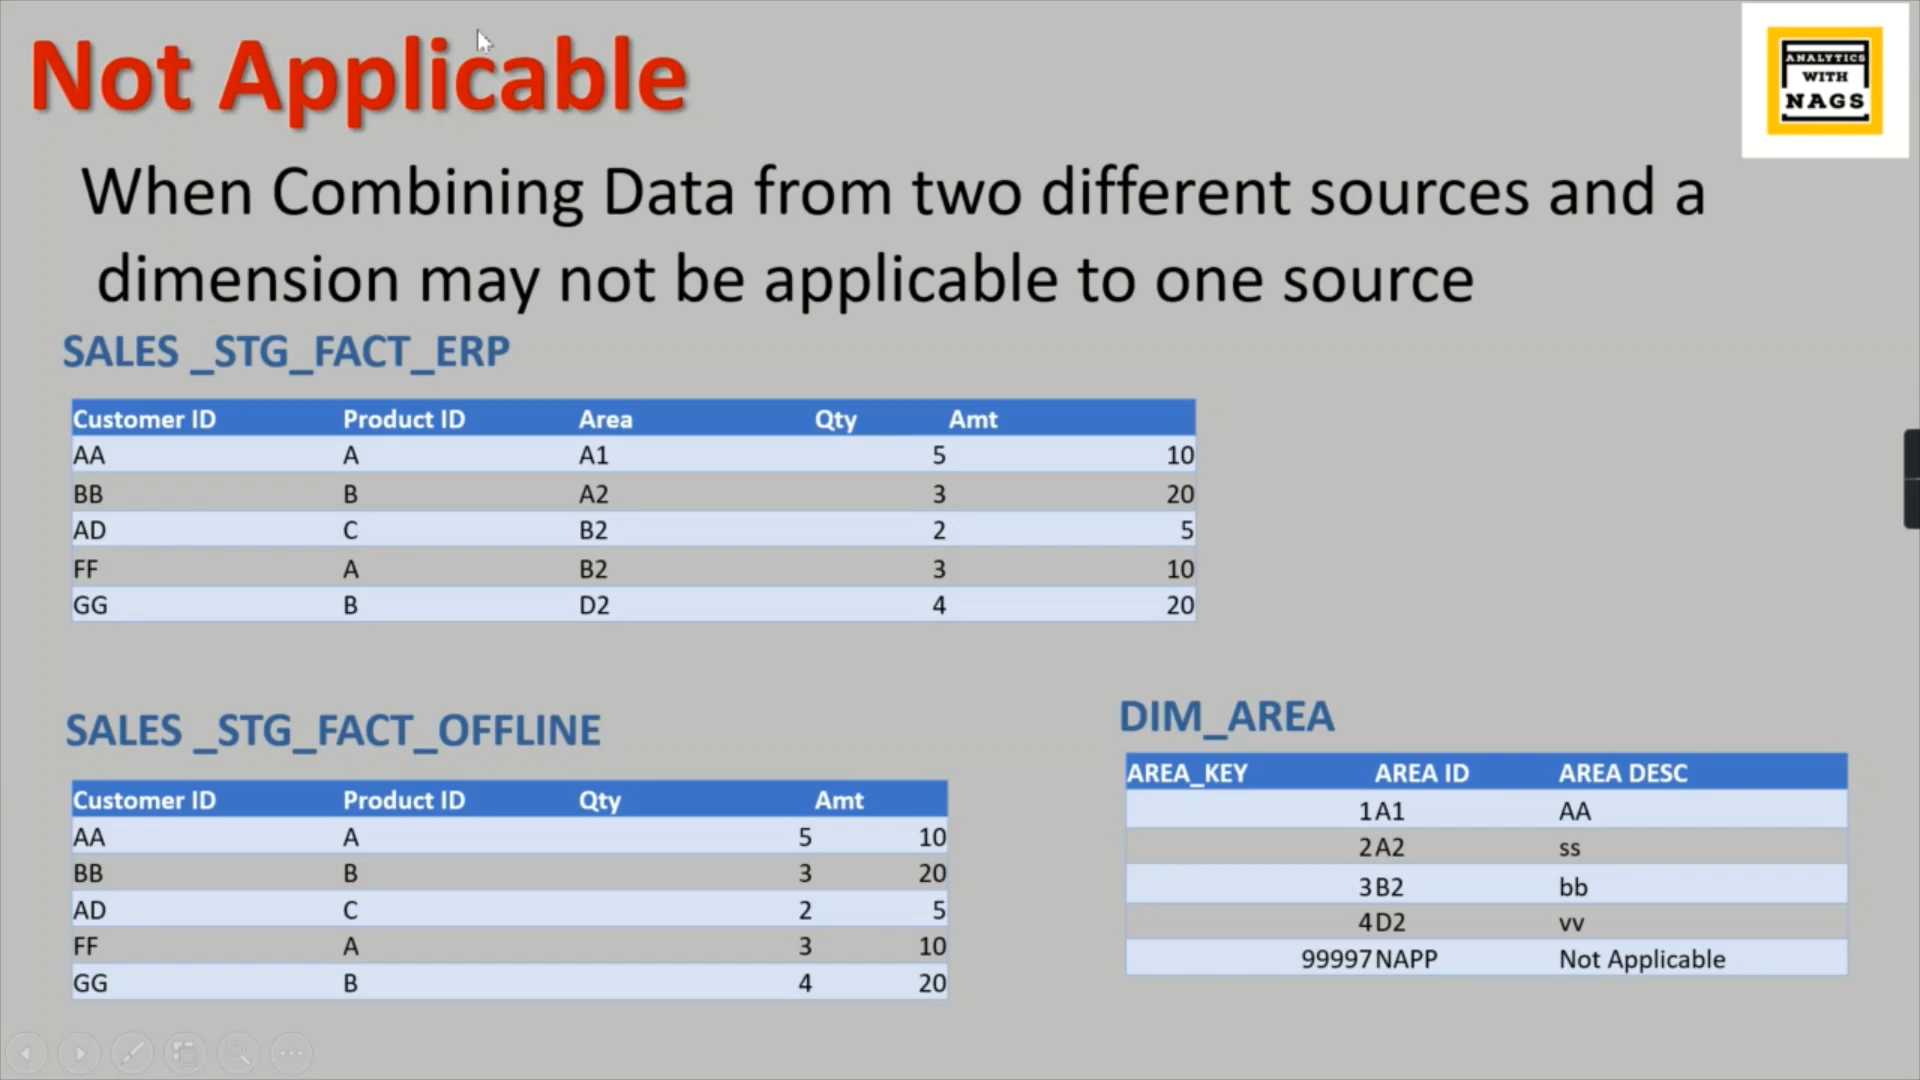 Not Applicable
ANALYTICS
WITH
NAGS
When Combining Data from two different sources and a
dimension may not be applicable to one source
SALES _STG_FACT_ERP
Customer ID Product ID Area Qty Amt
AA A A1 5 10
BB B A2 3 20
AD C B2 2 5
FF A B2 3 10
GG B D2 4 20
SALES _STG_FACT_OFFLINE
Customer ID Product ID Qty Amt
AA A 5 10
BB B 3 20
AD C 2 5
FF A 3 10
GG B 4 20
DIM_AREA
AREA_KEY AREA ID AREA DESC
1 A1 AA
2 A2 ss
3 B2 bb
4 D2 vv
99997 NAPP Not Applicable